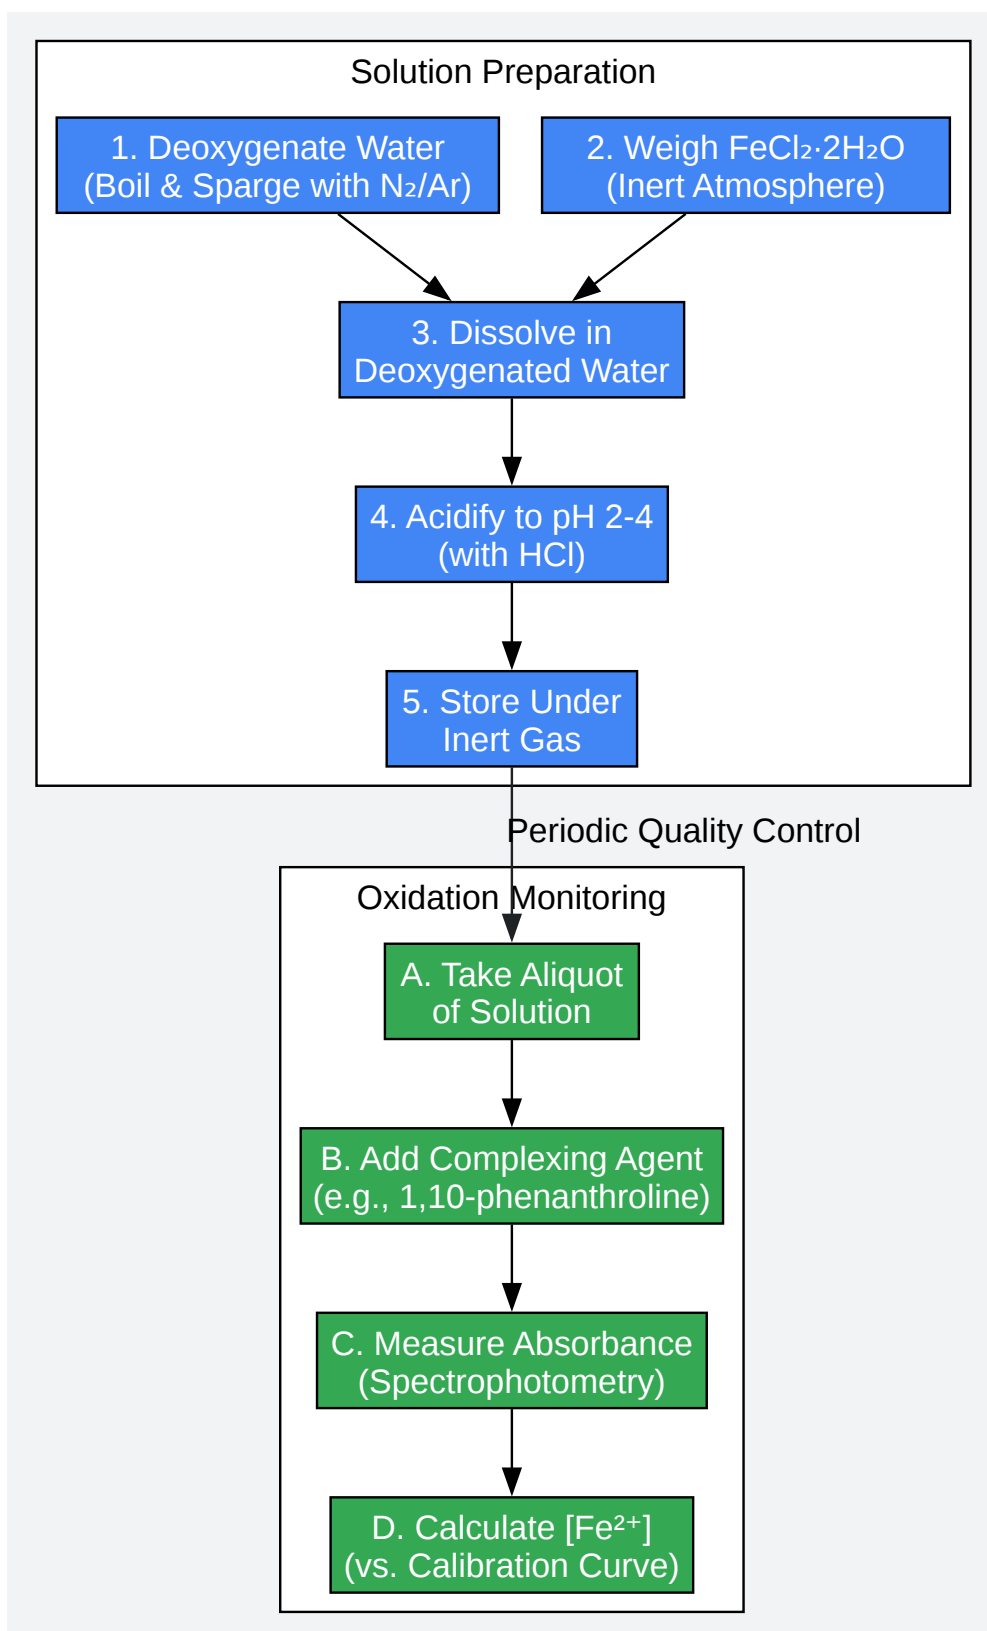 Solution Preparation
1. Deoxygenate Water
(Boil & Sparge with N₂/Ar)
2. Weigh FeCl₂·2H₂O
(Inert Atmosphere)
3. Dissolve in
Deoxygenated Water
4. Acidify to pH 2-4
(with HCl)
5. Store Under
Inert Gas
Periodic Quality Control
Oxidation Monitoring
A. Take Aliquot
of Solution
B. Add Complexing Agent
(e.g., 1,10-phenanthroline)
C. Measure Absorbance
(Spectrophotometry)
D. Calculate [Fe²⁺]
(vs. Calibration Curve)